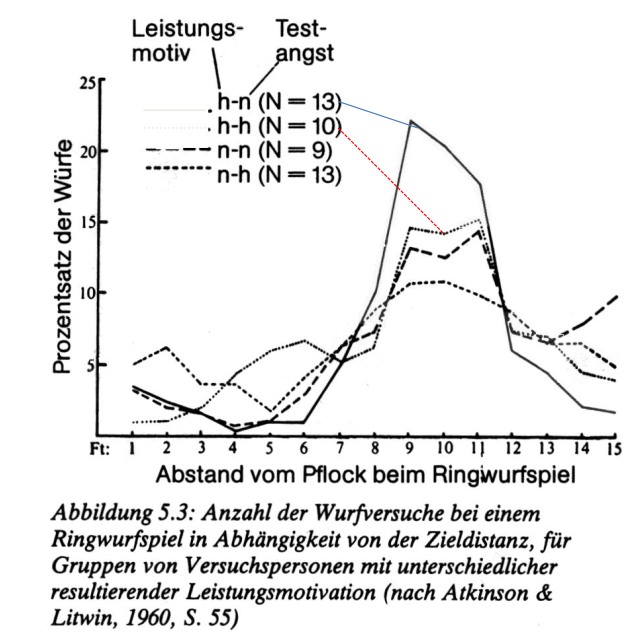 Leistungs- Test-
motiv angst
25
h-n (N = 13)
h-h (N = 10)
20
n-n (N = 9)
n-h (N = 13)
15
10
5
Prozentsatz der Würfe
Ft: 1 2 3 4 5 6 7 8 9 10 11 12 13 14 15
Abstand vom Pflock beim Ringwurfspiel
Abbildung 5.3: Anzahl der Wurfversuche bei einem
Ringwurfspiel in Abhängigkeit von der Zieldistanz, für
Gruppen von Versuchspersonen mit unterschiedlicher
resultierender Leistungsmotivation (nach Atkinson &
Litwin, 1960, S. 55)